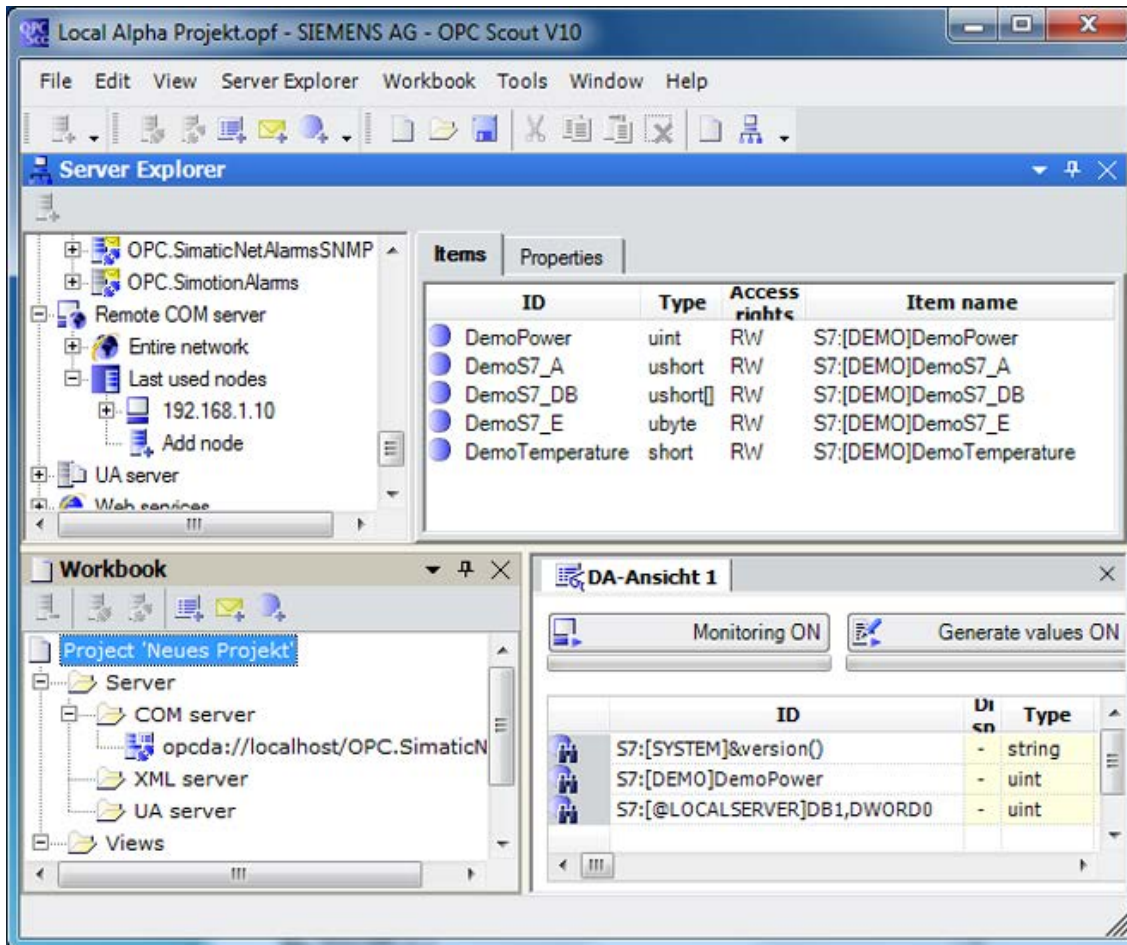 Local Alpha Projekt.opf - SIEMENS AG - OPC Scout V10
File Edit View Server Explorer Workbook Tools Window Help
Server Explorer
OPC.SimaticNetAlarmsSNMP
OPC.SimotionAlarms
Remote COM server
Entire network
Last used nodes
192.168.1.10
Add node
UA server
Web services
Items Properties
ID Type Access rights Item name
DemoPower uint RW S7:[DEMO]DemoPower
DemoS7_A ushort RW S7:[DEMO]DemoS7_A
DemoS7_DB ushort[] RW S7:[DEMO]DemoS7_DB
DemoS7_E ubyte RW S7:[DEMO]DemoS7_E
DemoTemperature short RW S7:[DEMO]DemoTemperature
Workbook
Project 'Neues Projekt'
Server
COM server
opcda://localhost/OPC.SimaticN
XML server
UA server
Views
DA-Ansicht 1
Monitoring ON Generate values ON
ID Di sp Type
S7:[SYSTEM]&version() - string
S7:[DEMO]DemoPower - uint
S7:[@LOCALSERVER]DB1,DWORD0 - uint